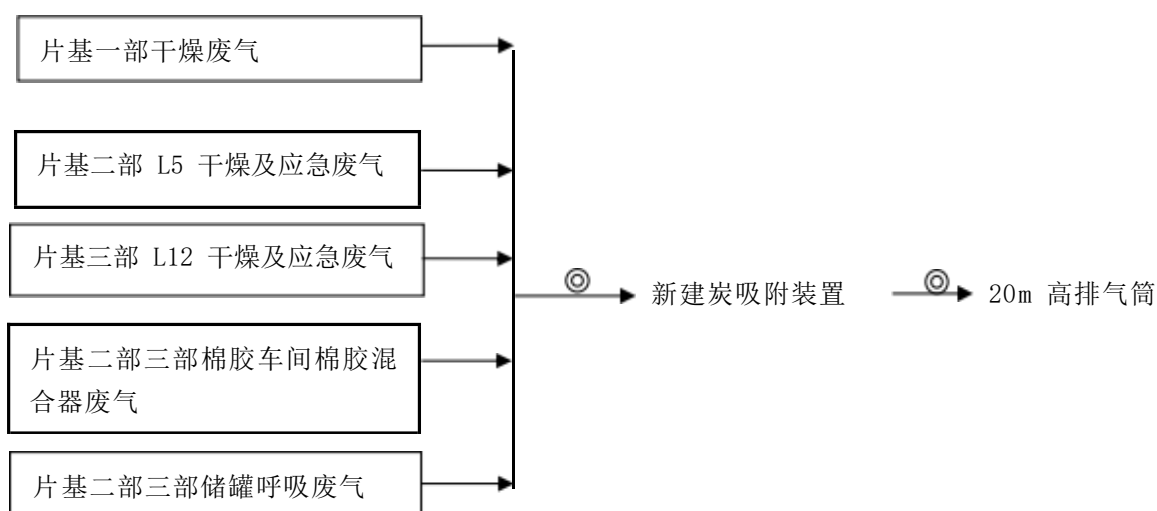 片基一部干燥废气
片基二部 L5 干燥及应急废气
片基三部 L12 干燥及应急废气
片基二部三部棉胶车间棉胶混
合器废气
片基二部三部储罐呼吸废气
◎ 新建炭吸附装置 ◎ 20m 高排气筒